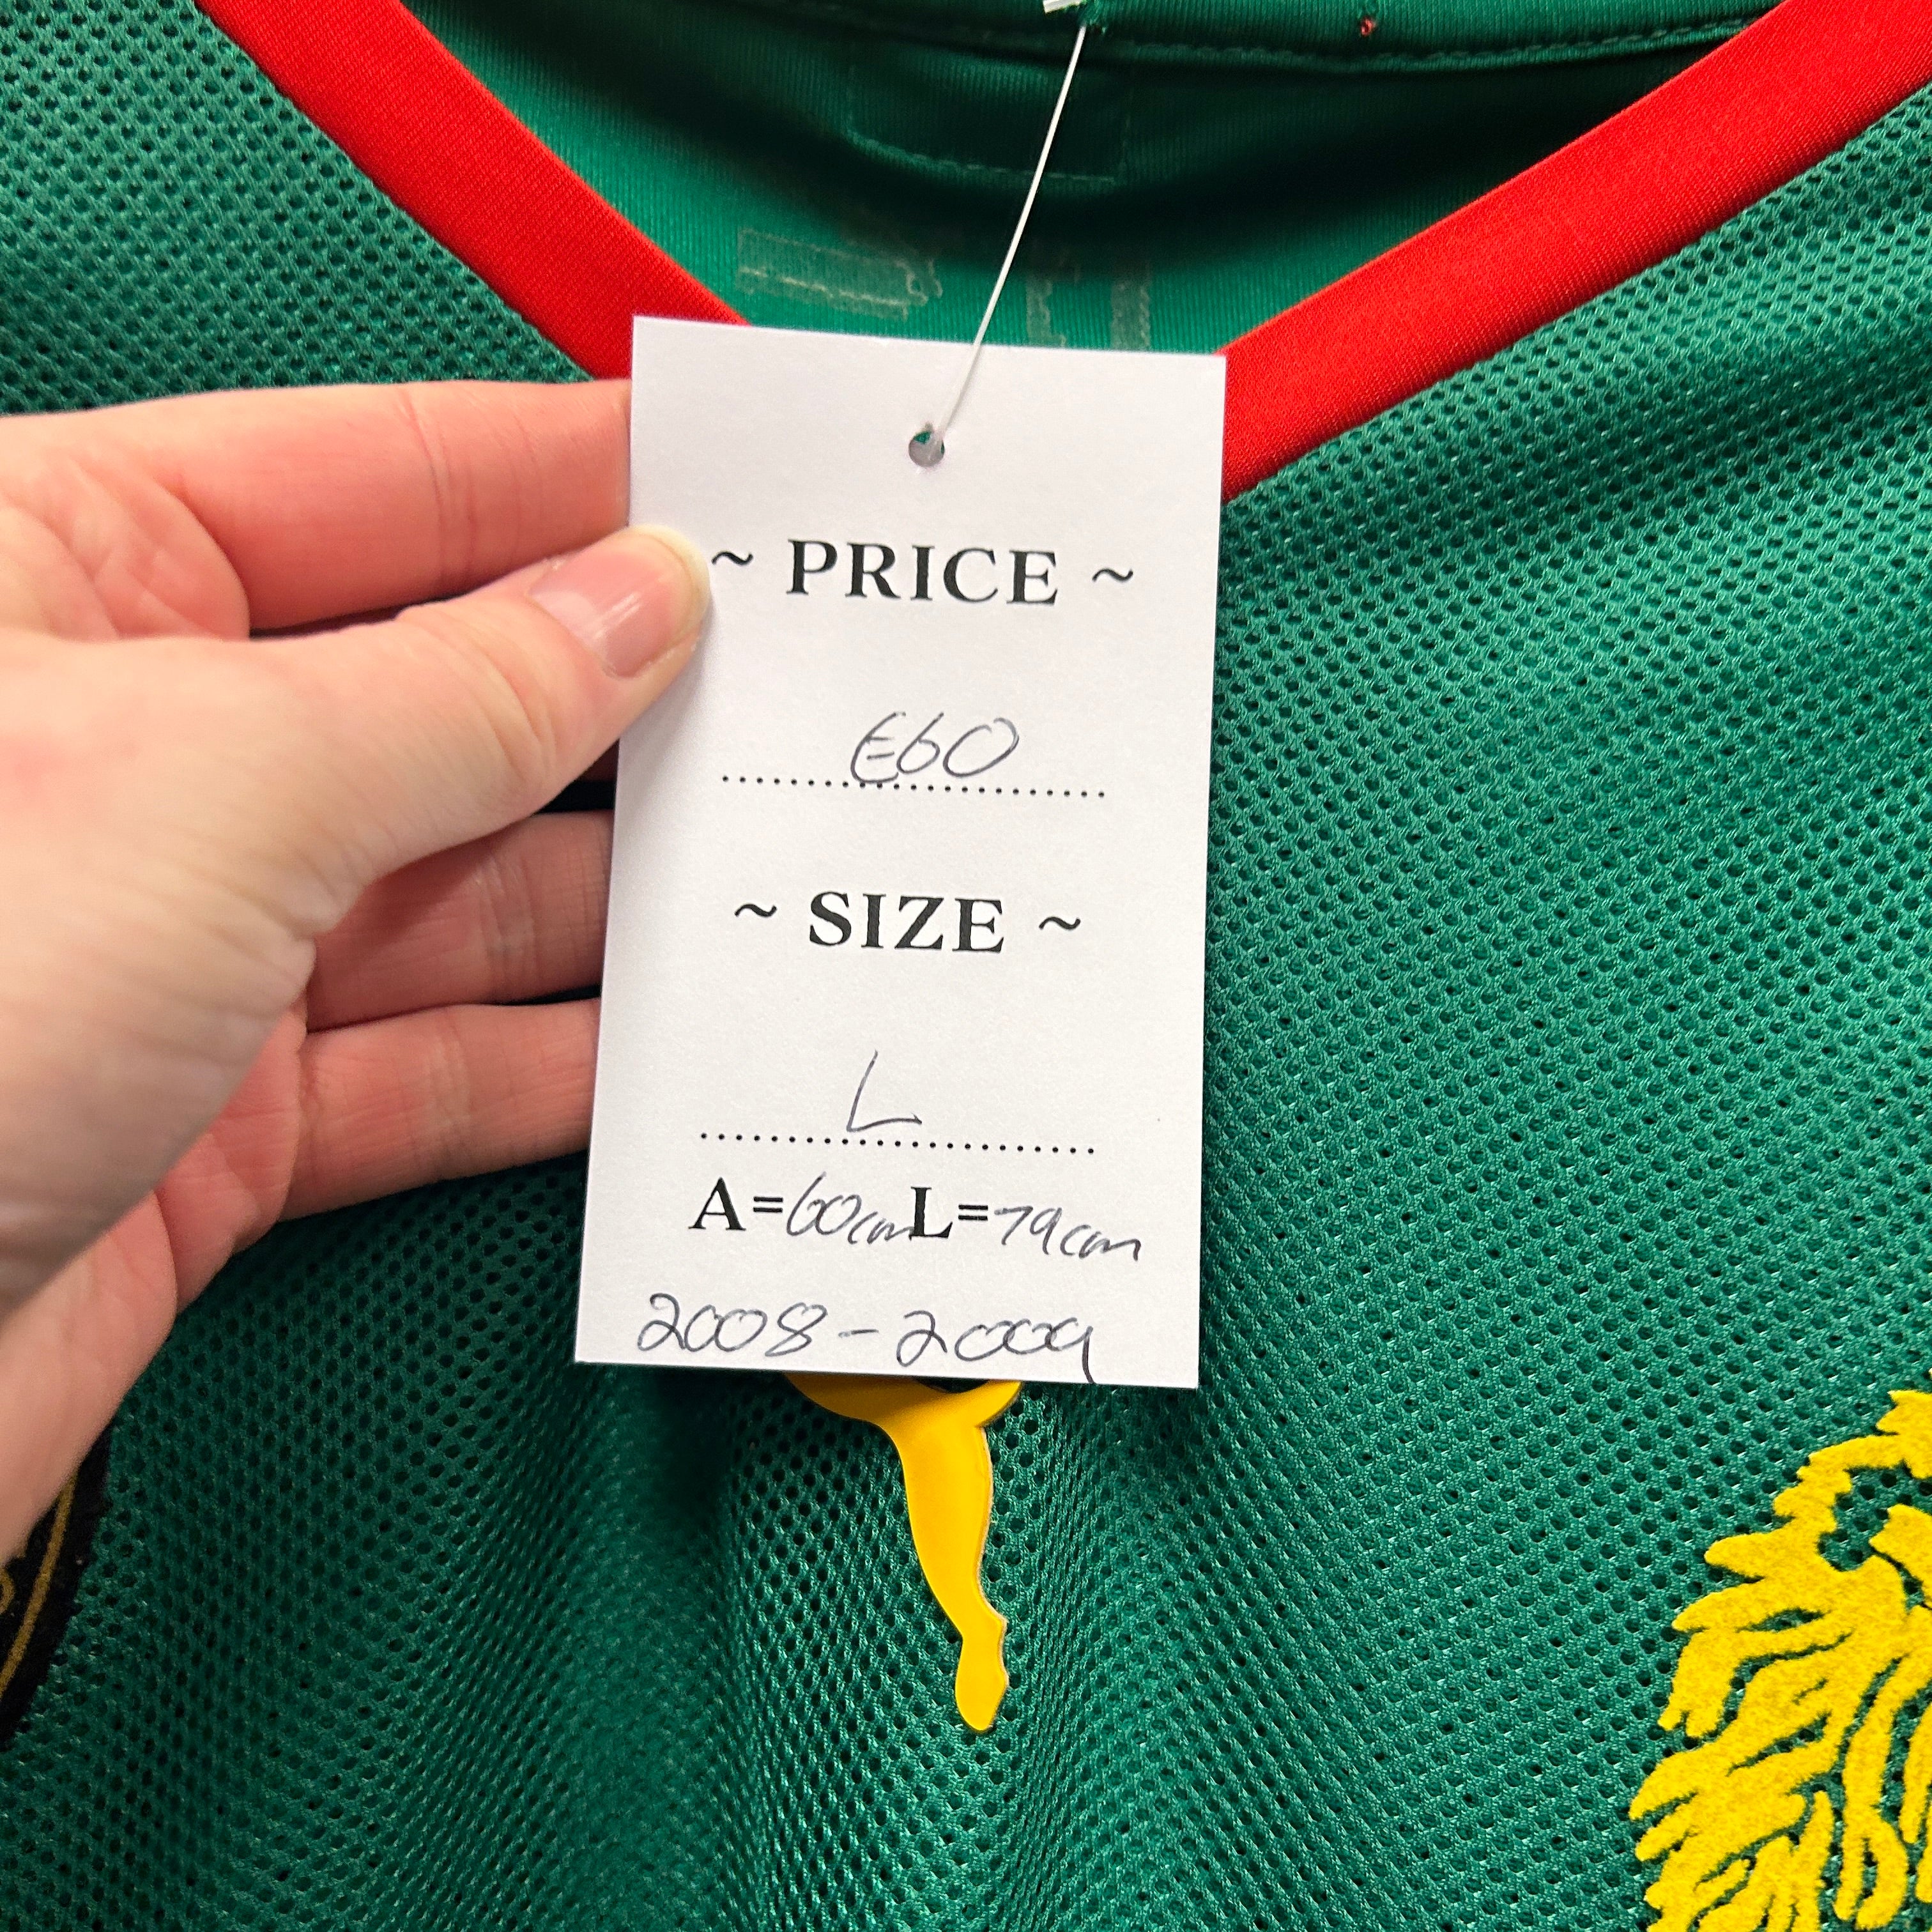 ~ PRICE ~
€60
~ SIZE ~
L
A=60cm L=79cm
2008-2009